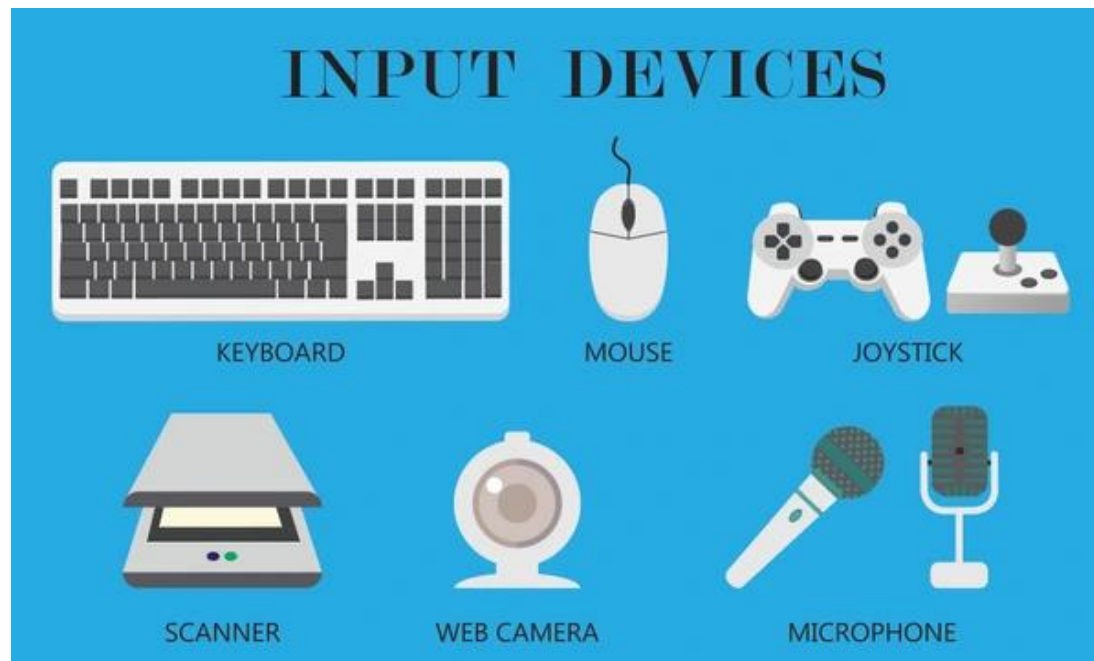 INPUT DEVICES
KEYBOARD
MOUSE
JOYSTICK
SCANNER
WEB CAMERA
MICROPHONE